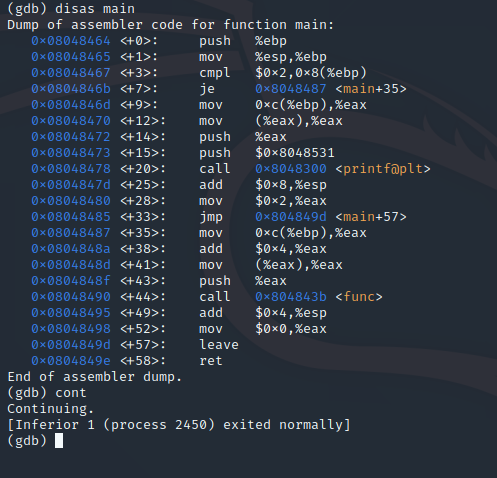 (gdb) disas main
Dump of assembler code for function main:
   0x08048464 <+0>:     push   %ebp
   0x08048465 <+1>:     mov    %esp,%ebp
   0x08048467 <+3>:     cmpl   $0x2,0x8(%ebp)
   0x0804846b <+7>:     je     0x8048487 <main+35>
   0x0804846d <+9>:     mov    0xc(%ebp),%eax
   0x08048470 <+12>:    mov    (%eax),%eax
   0x08048472 <+14>:    push   %eax
   0x08048473 <+15>:    push   $0x8048531
   0x08048478 <+20>:    call   0x8048300 <printf@plt>
   0x0804847d <+25>:    add    $0x8,%esp
   0x08048480 <+28>:    mov    $0x2,%eax
   0x08048485 <+33>:    jmp    0x804849d <main+57>
   0x08048487 <+35>:    mov    0xc(%ebp),%eax
   0x0804848a <+38>:    add    $0x4,%eax
   0x0804848d <+41>:    mov    (%eax),%eax
   0x0804848f <+43>:    push   %eax
   0x08048490 <+44>:    call   0x804843b <func>
   0x08048495 <+49>:    add    $0x4,%esp
   0x08048498 <+52>:    mov    $0x0,%eax
   0x0804849d <+57>:    leave
   0x0804849e <+58>:    ret
End of assembler dump.
(gdb) cont
Continuing.
[Inferior 1 (process 2450) exited normally]
(gdb)